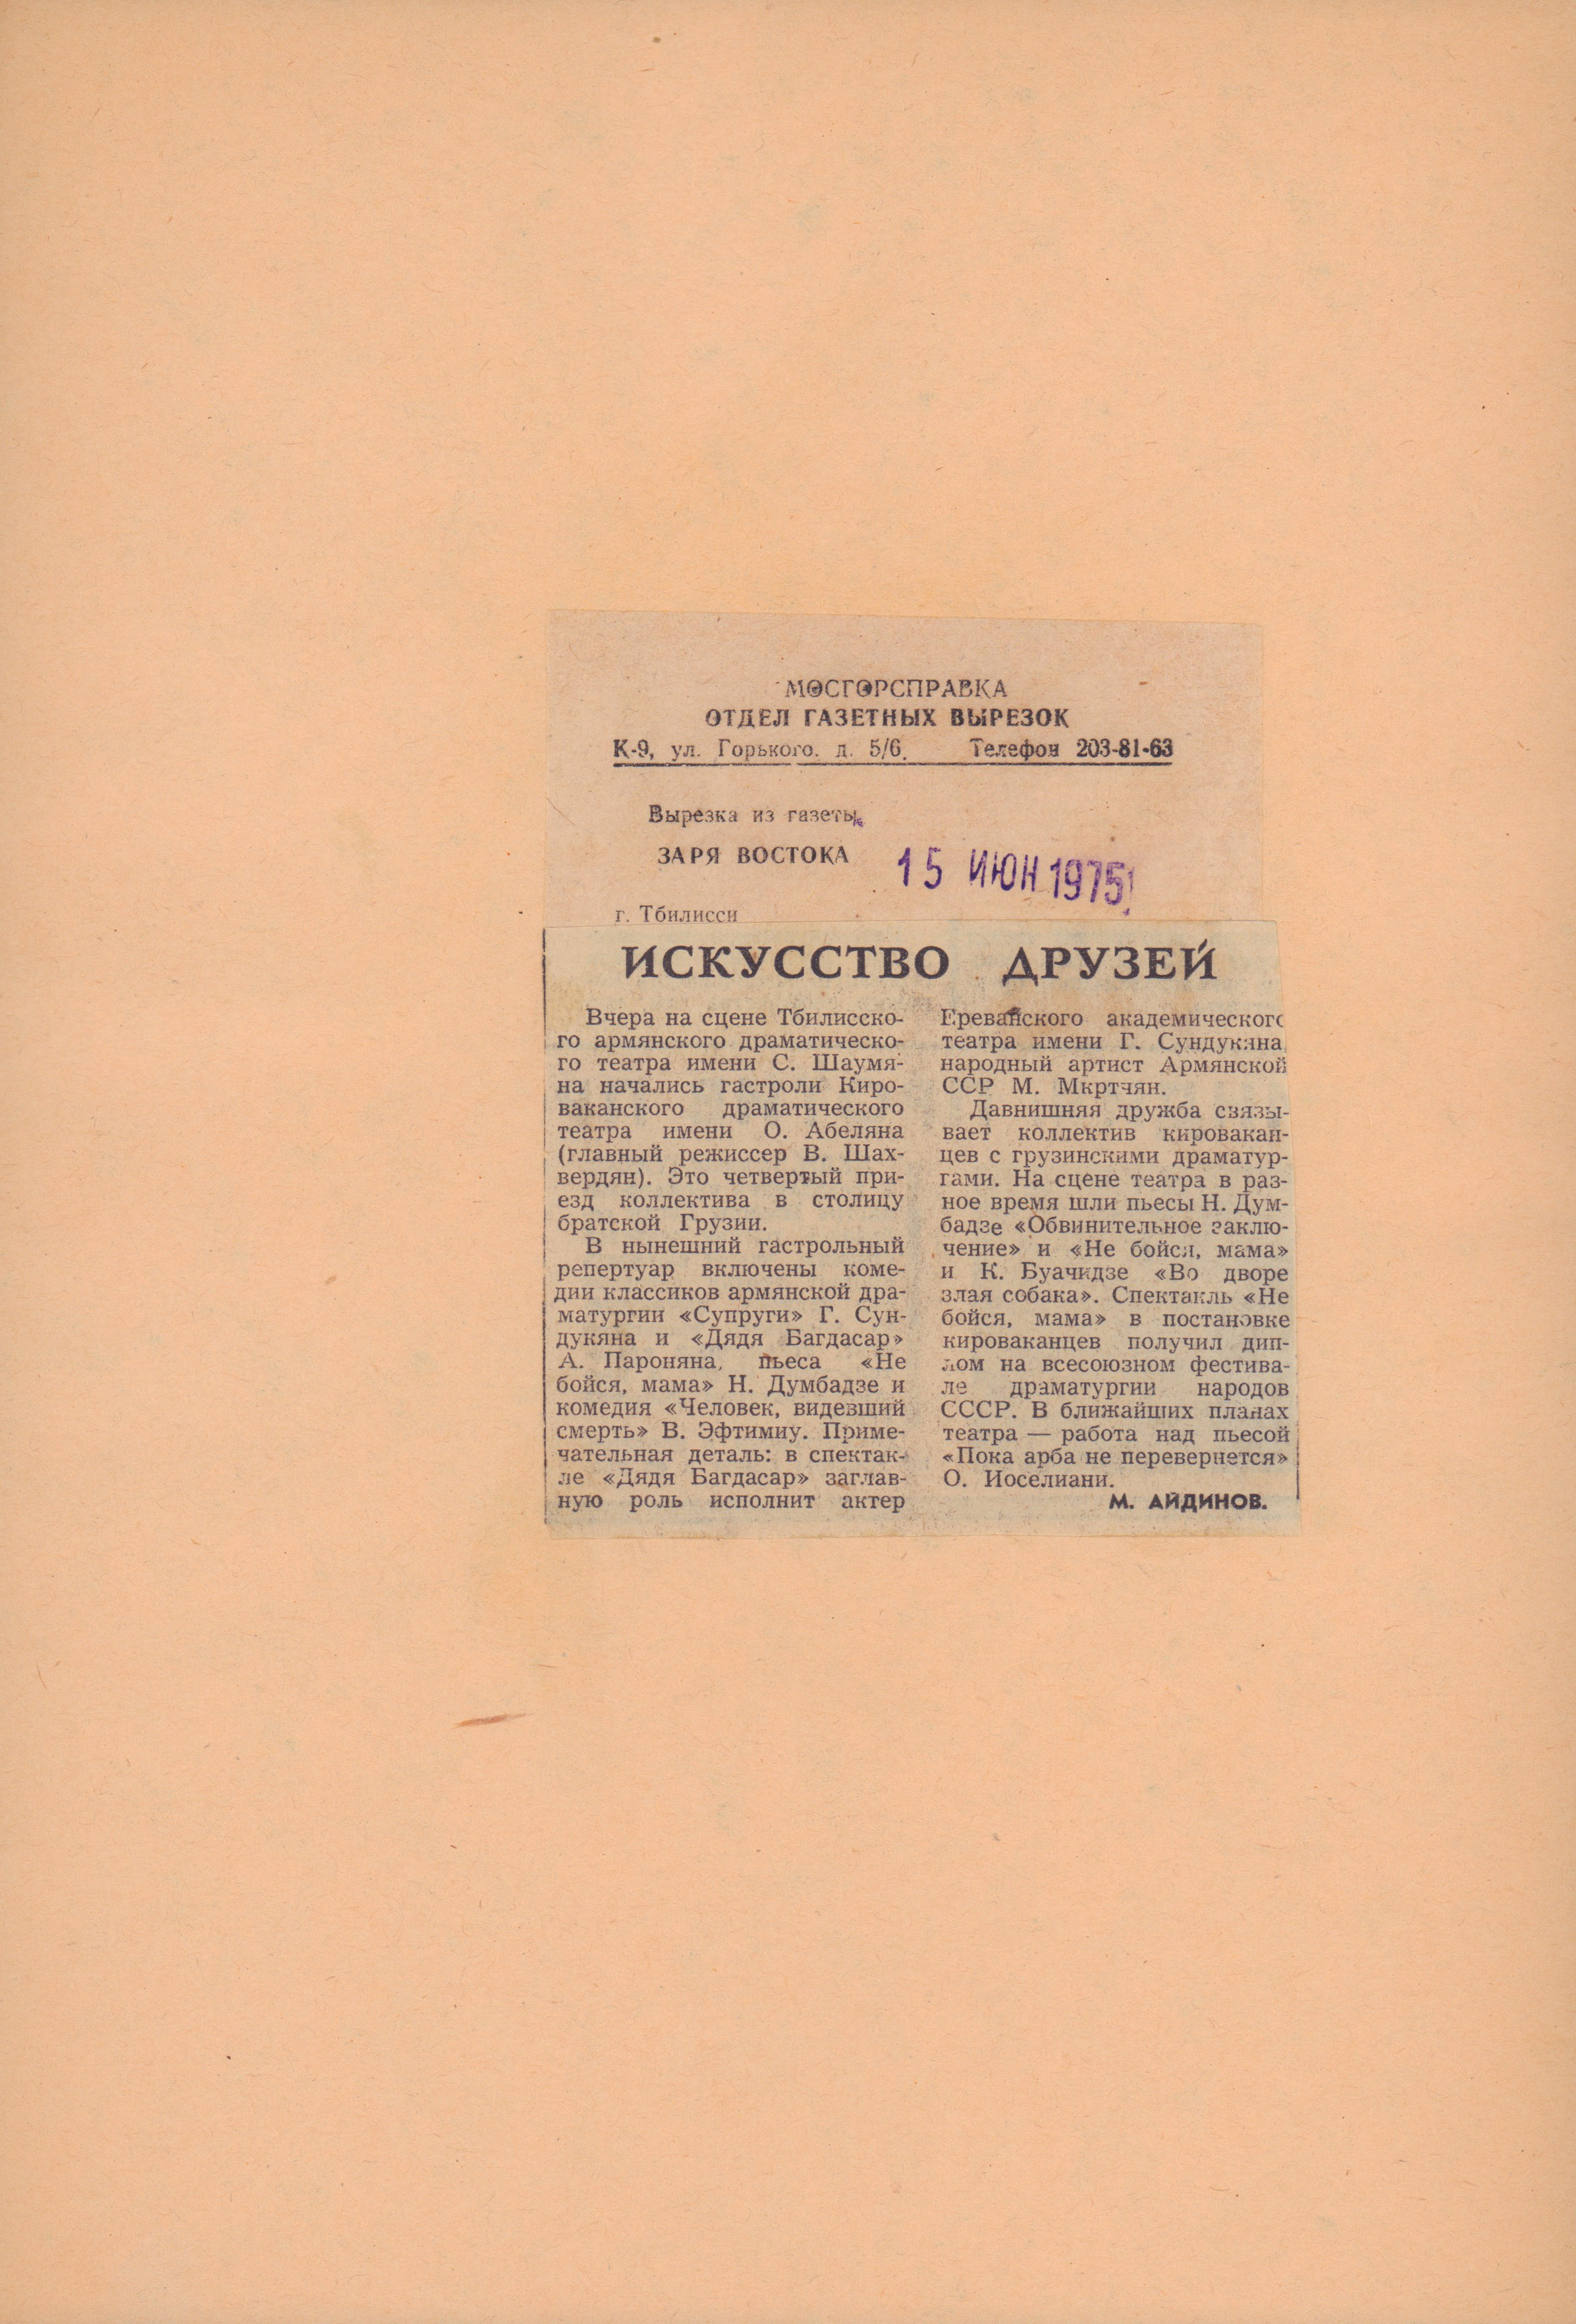 МОСГОРСПРАВКА
ОТДЕЛ ГАЗЕТНЫХ ВЫРЕЗОК
К-9, ул. Горького. д. 5/6. Телефон 203-81-63
Вырезка из газеты
ЗАРЯ ВОСТОКА
15 ИЮН 1975
г. Тбилисси
ИСКУССТВО ДРУЗЕЙ
Вчера на сцене Тбилисско-
го армянского драматическо-
го театра имени С. Шаумя-
на начались гастроли Киро-
ваканского драматического
театра имени О. Абеляна
(главный режиссер В. Шах-
вердян). Это четвертый при-
езд коллектива в столицу
братской Грузии.
В нынешний гастрольный
репертуар включены коме-
дии классиков армянской дра-
матургии «Супруги» Г. Сун-
дукяна и «Дядя Багдасар»
А. Пароняна, пьеса «Не
бойся, мама» Н. Думбадзе и
комедия «Человек, видевший
смерть» В. Эфтимиу. Приме-
чательная деталь: в спектак-
ле «Дядя Багдасар» заглав-
ную роль исполнит актер
Ереванского академического
театра имени Г. Сундукяна,
народный артист Армянской
ССР М. Мкртчян.
Давнишняя дружба связы-
вает коллектив кировакан-
цев с грузинскими драматур-
гами. На сцене театра в раз-
ное время шли пьесы Н. Дум-
бадзе «Обвинительное заклю-
чение» и «Не бойся, мама»
и К. Буачидзе «Во дворе
злая собака». Спектакль «Не
бойся, мама» в постановке
кироваканцев получил дип-
лом на всесоюзном фестива-
ле драматургии народов
СССР. В ближайших планах
театра — работа над пьесой
«Пока арба не перевернется»
О. Иоселиани.
М. АЙДИНОВ.